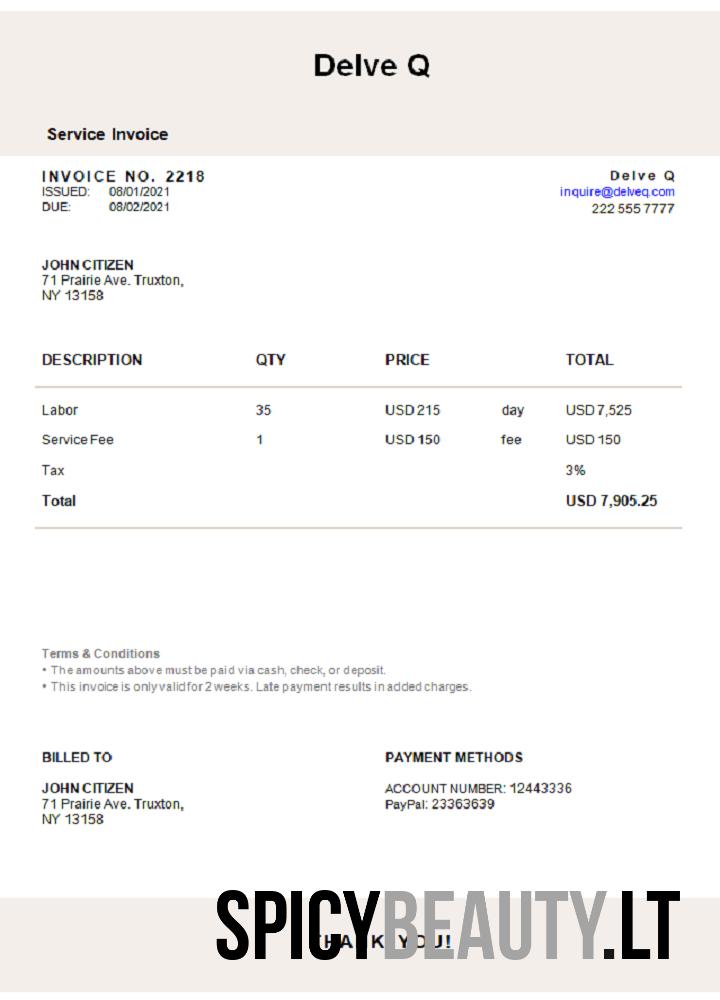 Delve Q
Service Invoice
INVOICE NO. 2218
ISSUED: 08/01/2021
DUE: 08/02/2021
Delve Q
inquire@delveq.com
222 555 7777
JOHN CITIZEN
71 Prairie Ave. Truxton,
NY 13158
DESCRIPTION QTY PRICE TOTAL
Labor 35 USD 215 day USD 7,525
Service Fee 1 USD 150 fee USD 150
Tax 3%
Total USD 7,905.25
Terms & Conditions
• The amounts above must be paid via cash, check, or deposit.
• This invoice is only valid for 2 weeks. Late payment results in added charges.
BILLED TO
JOHN CITIZEN
71 Prairie Ave. Truxton,
NY 13158
PAYMENT METHODS
ACCOUNT NUMBER: 12443336
PayPal: 23363639
THANK YOU!
SPICYBEAUTY.LT